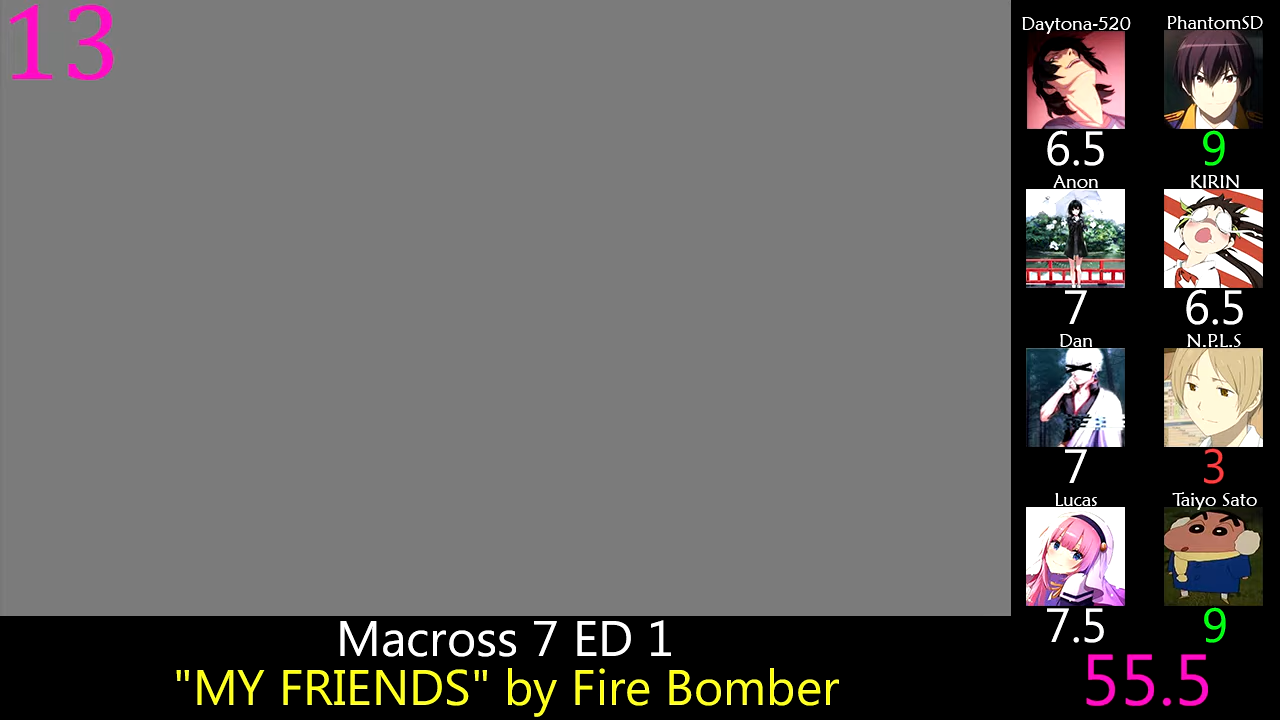 13
Daytona-520 PhantomSD
6.5 9
Anon KIRIN
7 6.5
Dan N.P.L.S
7 3
Lucas Taiyo Sato
7.5 9
Macross 7 ED 1
"MY FRIENDS" by Fire Bomber
55.5